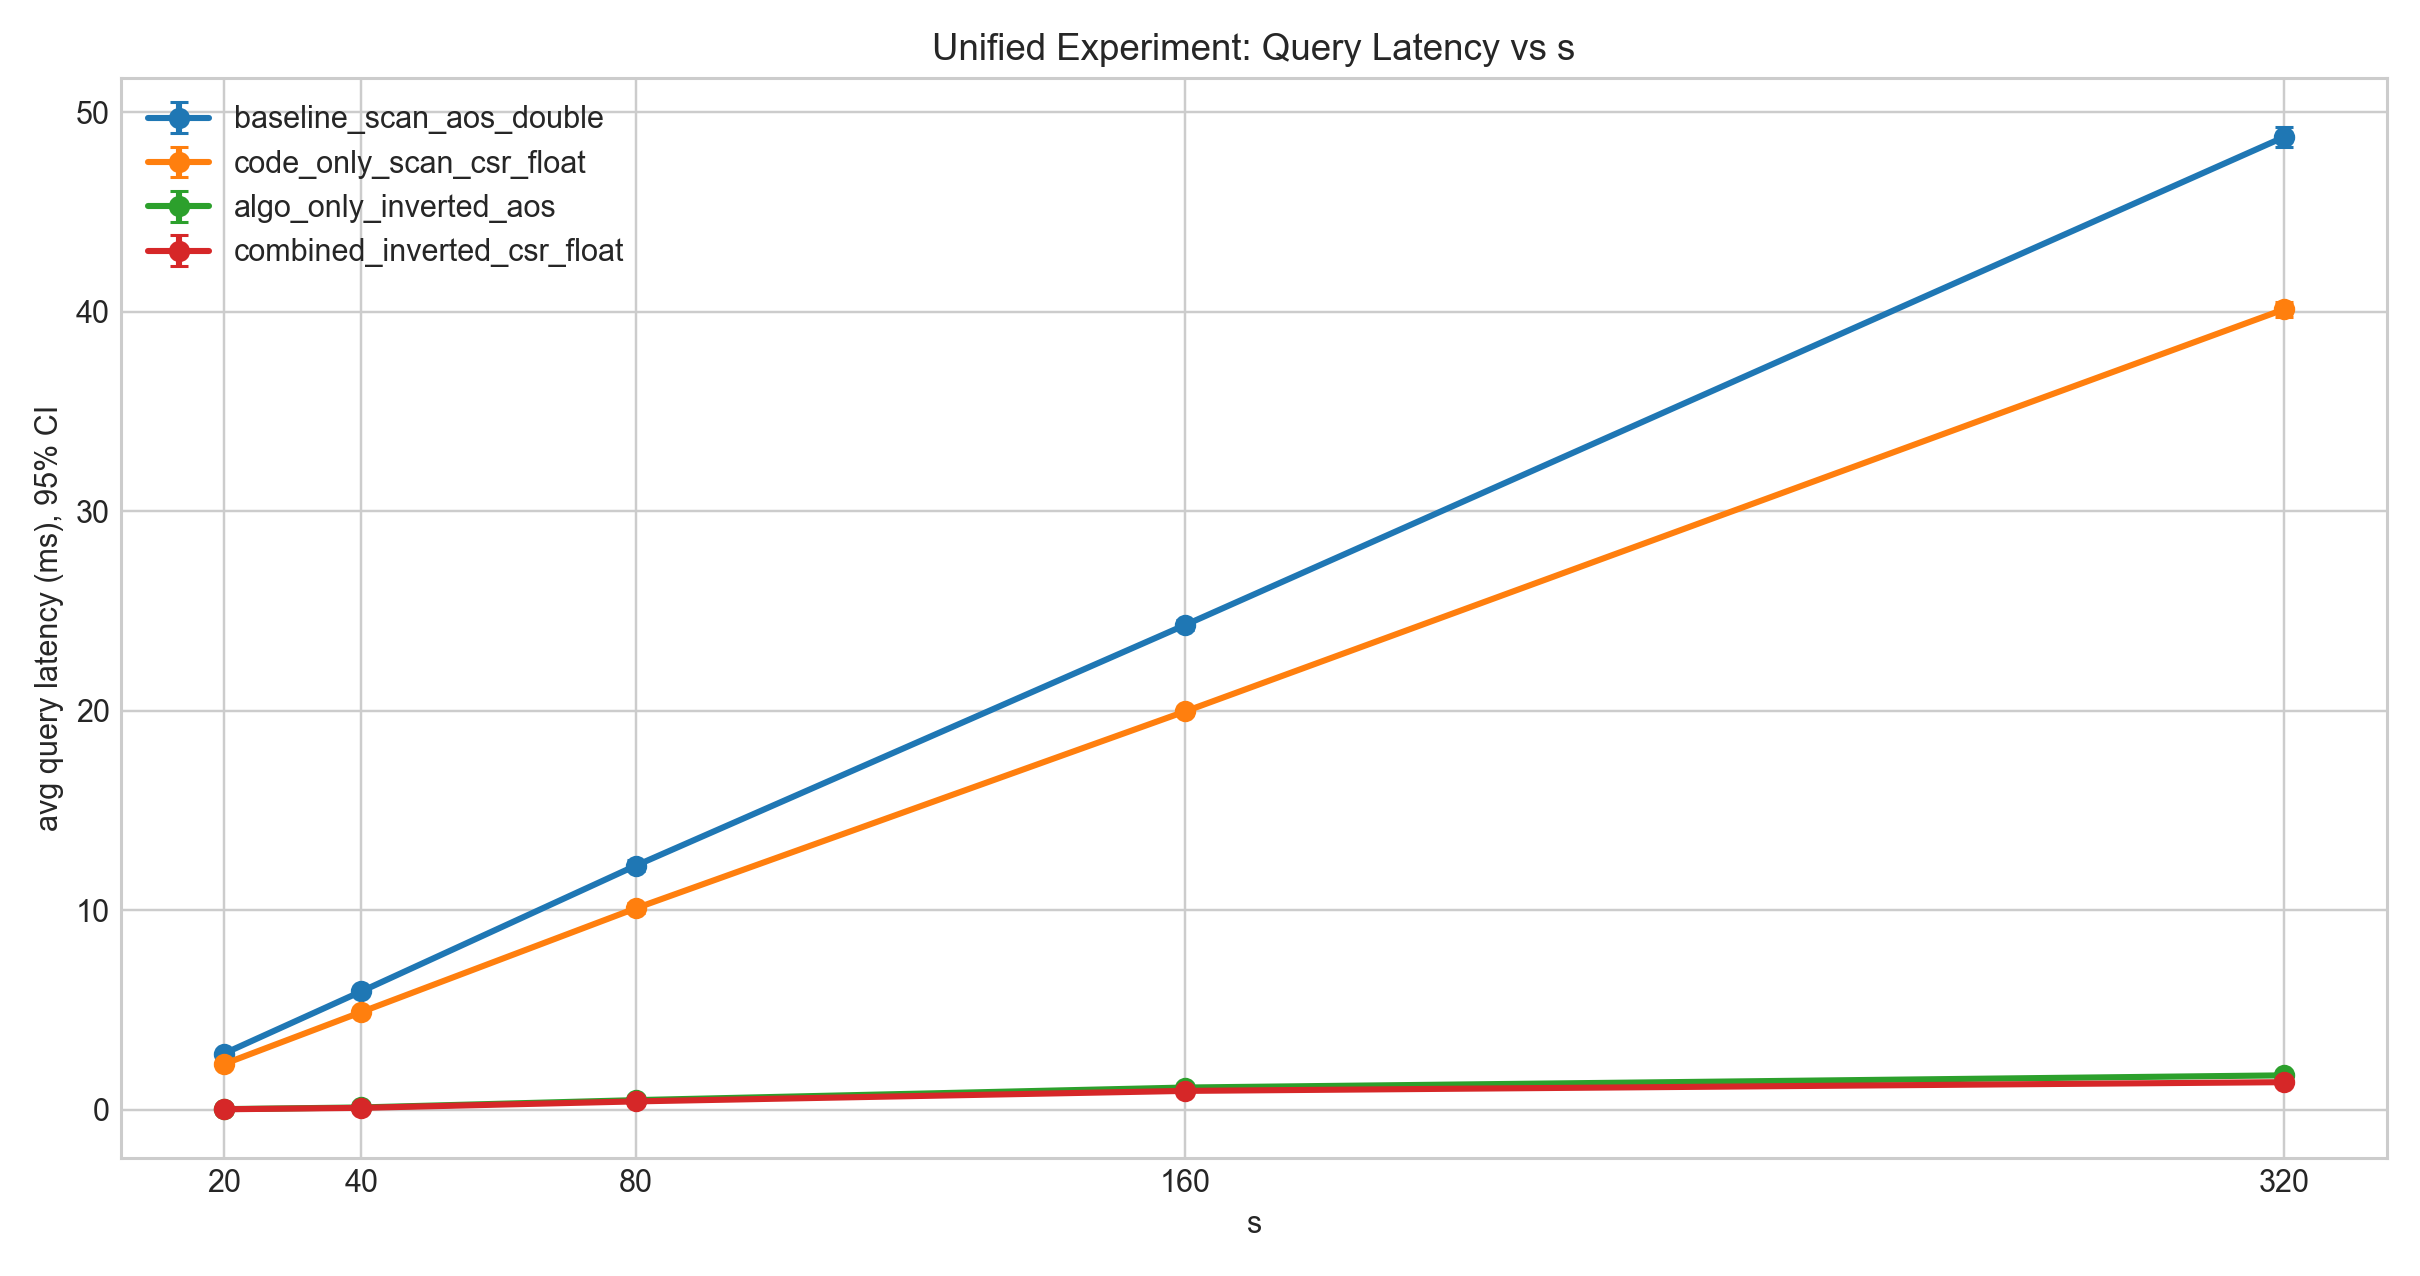 Unified Experiment: Query Latency vs s
50
40
30
20
10
0
avg query latency (ms), 95% CI
baseline_scan_aos_double
code_only_scan_csr_float
algo_only_inverted_aos
combined_inverted_csr_float
20 40 80 160 320
s